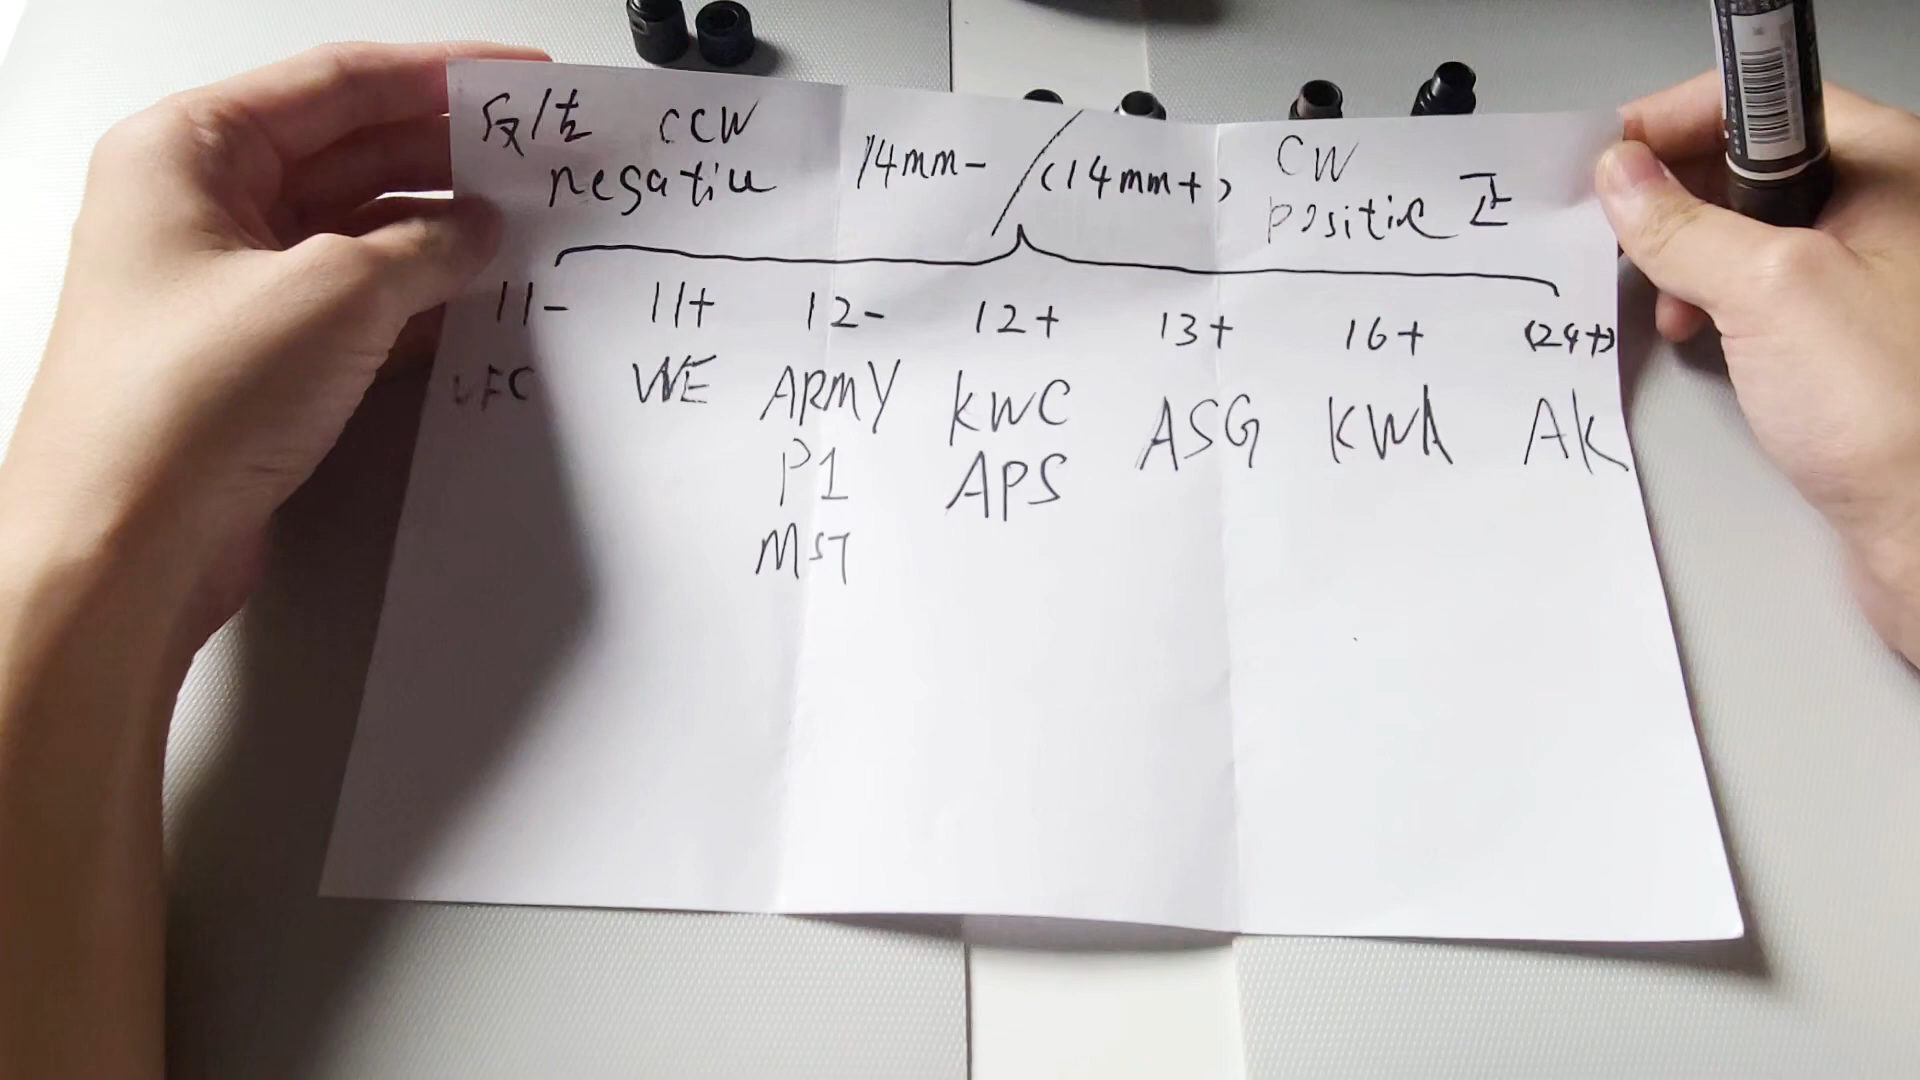 反/左 CCW
negative
14mm- / (14mm+)
CW
positive 正
11- 11+ 12- 12+ 13+ 16+ (24+)
VFC WE ARMY KWC ASG KWA AK
P1 APS
MST